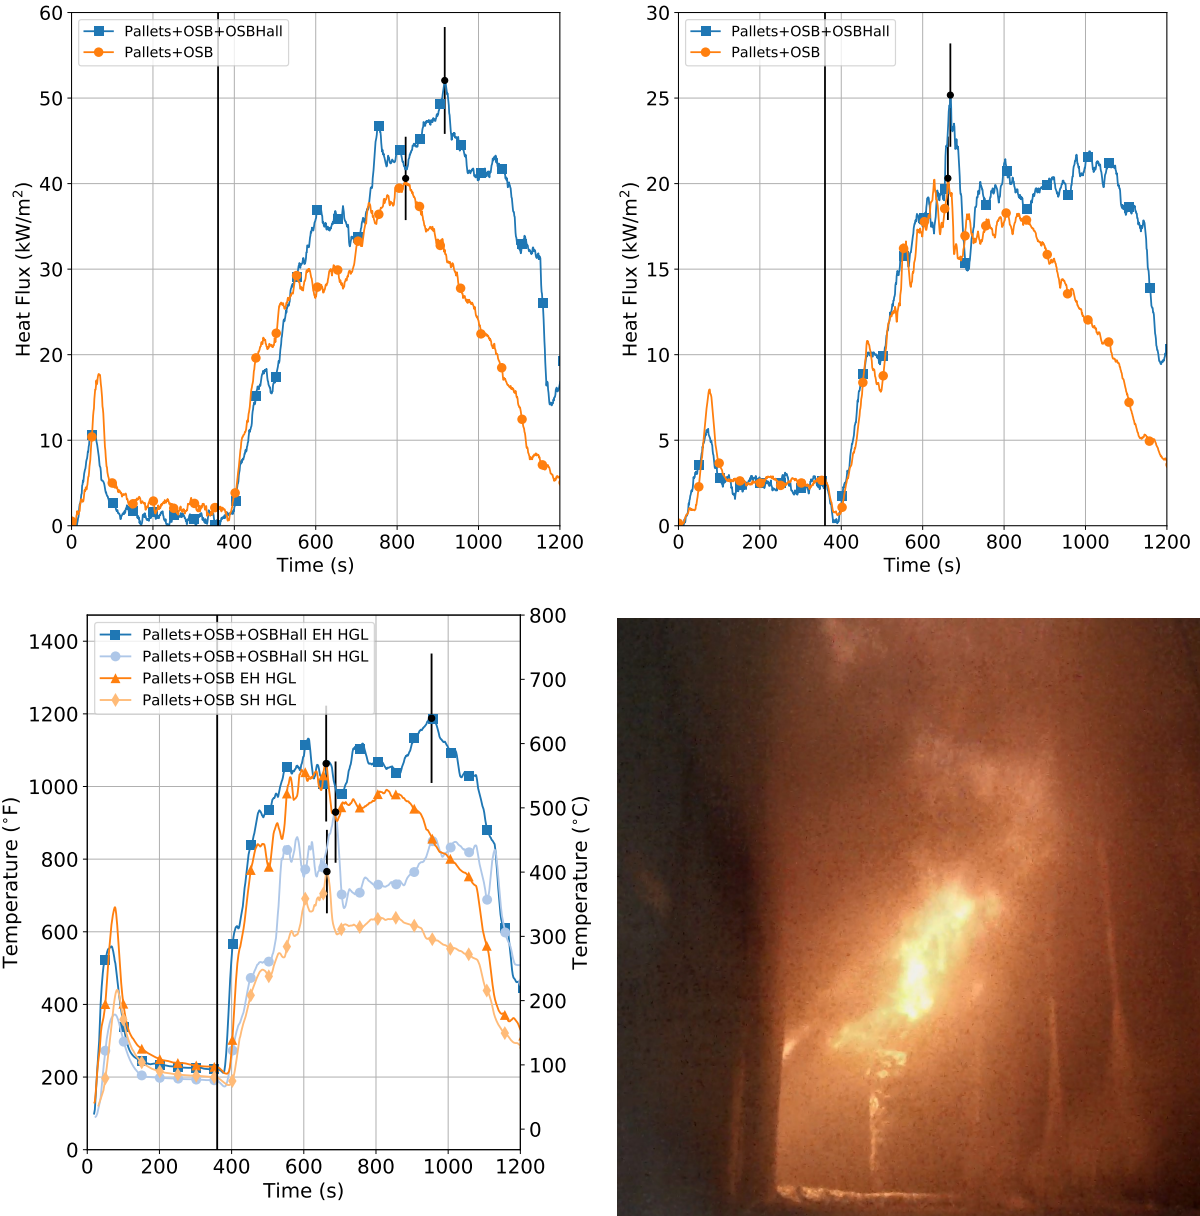 60
50
40
30
20
10
0
Heat Flux (kW/m²)
Pallets+OSB+OSBHall
Pallets+OSB
0 200 400 600 800 1000 1200
Time (s)
30
25
20
15
10
5
0
Heat Flux (kW/m²)
Pallets+OSB+OSBHall
Pallets+OSB
0 200 400 600 800 1000 1200
Time (s)
1400
1200
1000
800
600
400
200
0
Temperature (°F)
Pallets+OSB+OSBHall EH HGL
Pallets+OSB+OSBHall SH HGL
Pallets+OSB EH HGL
Pallets+OSB SH HGL
800
700
600
500
400
300
200
100
0
Temperature (°C)
0 200 400 600 800 1000 1200
Time (s)